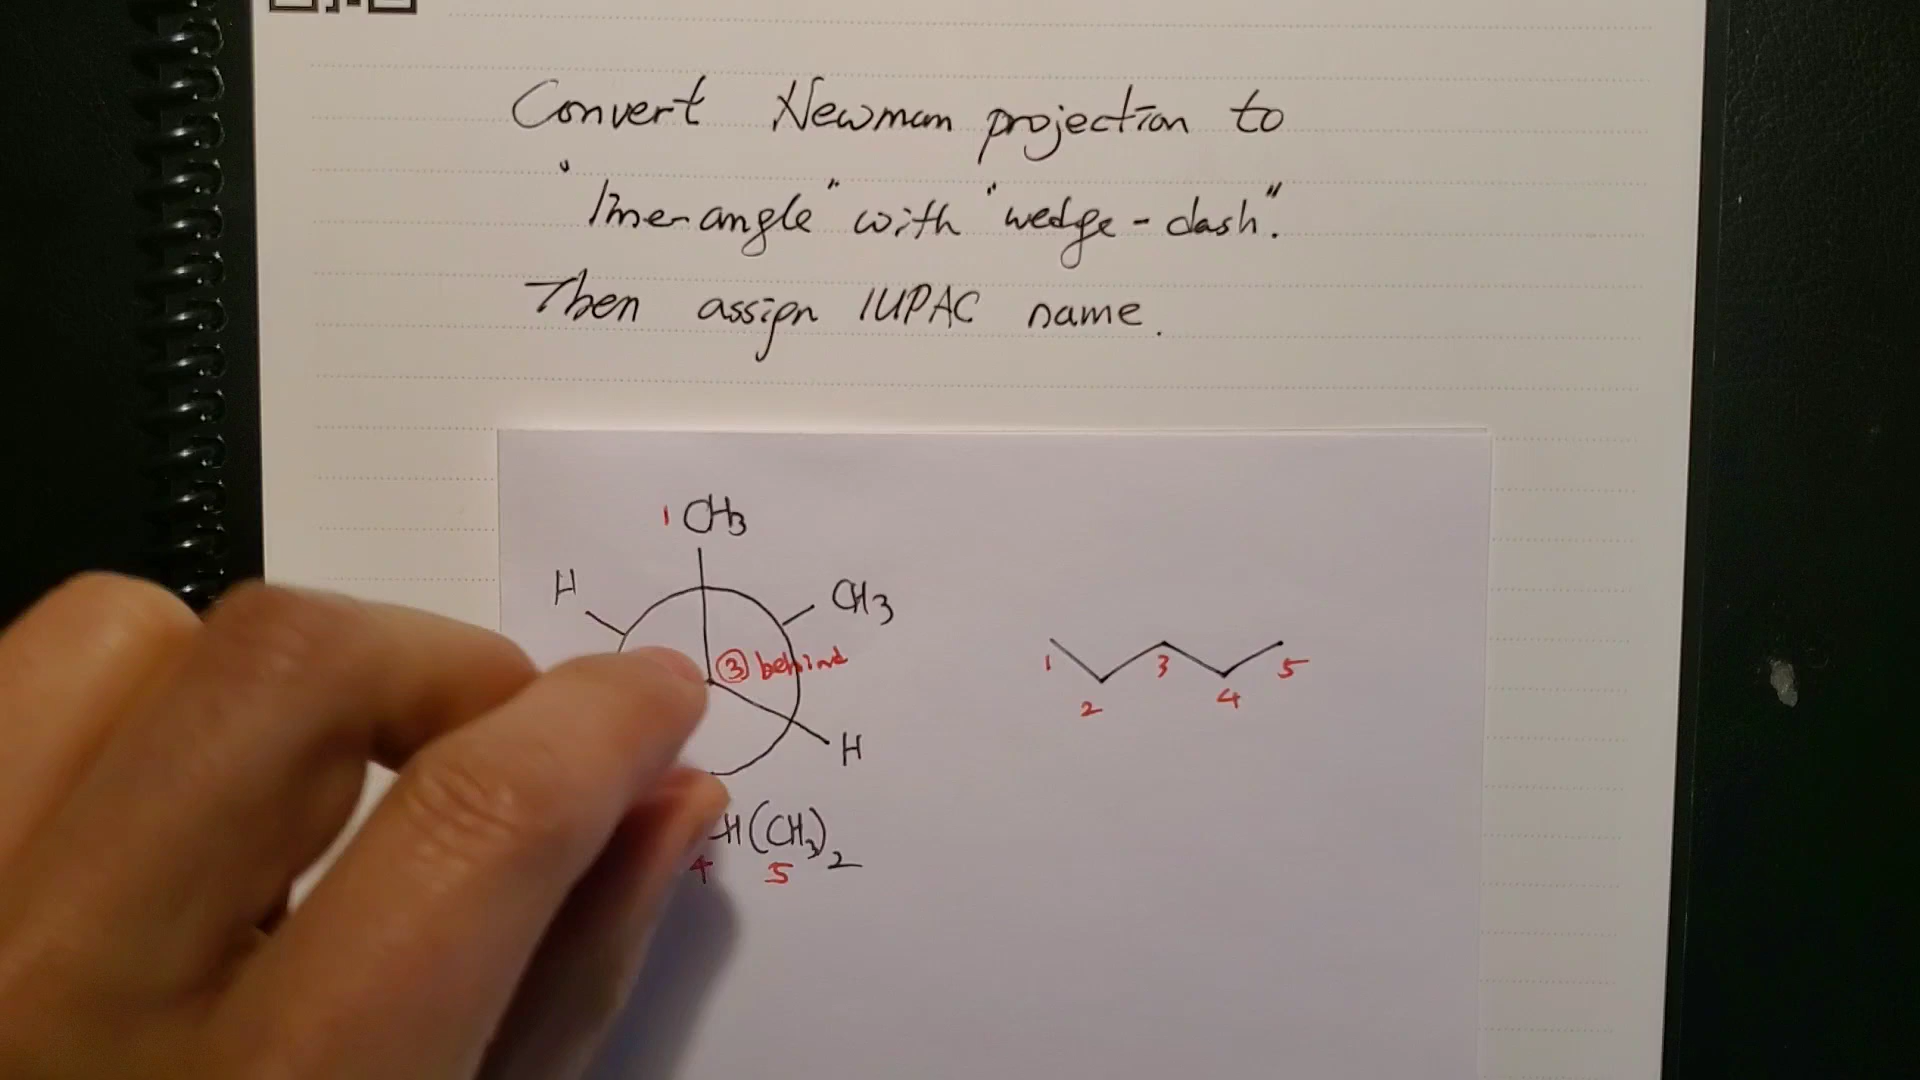 Convert Newman projection to
"line-angle" with "wedge-dash".
Then assign IUPAC name.
1 CH3
H
CH3
③ behind
H
H(CH3)2
4 5
1 2 3 4 5